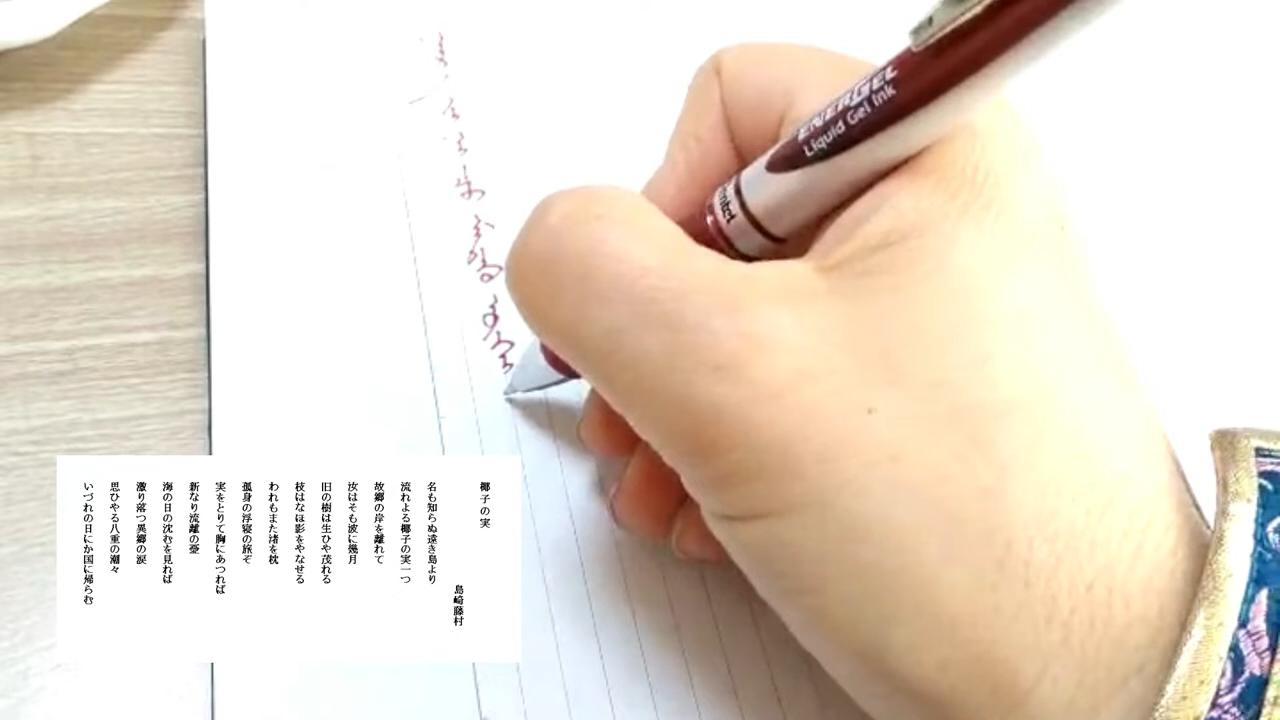 椰子の実
島崎藤村
名も知らぬ遠き島より
流れよる椰子の実一つ
故郷の岸を離れて
汝はそも波に幾月
旧の樹は生ひや茂れる
枝はなほ影をやなせる
われもまた渚を枕
孤身の浮寝の旅ぞ
実をとりて胸にあつれば
新なり流離の憂
海の日の沈むを見れば
激り落つ異郷の涙
思ひやる八重の潮々
いづれの日にか国に帰らむ
ENERGEL
Liquid Gel Ink